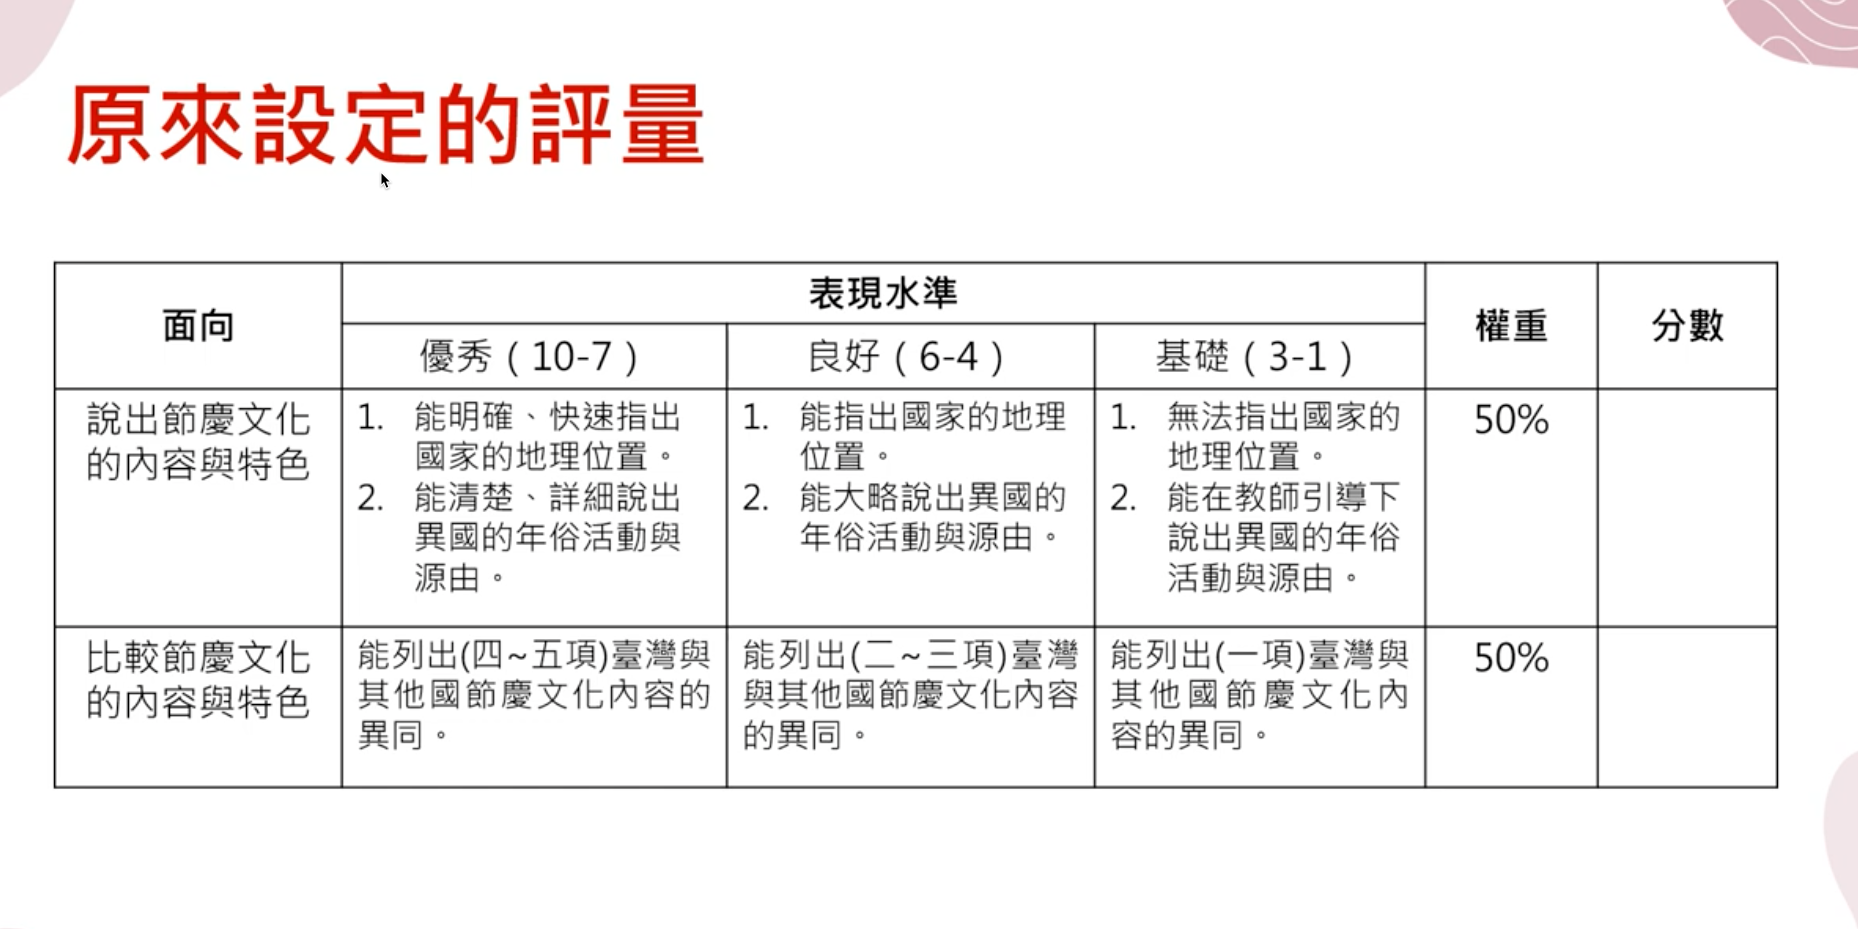 原來設定的評量
面向
表現水準
權重
分數
優秀（10-7）
良好（6-4）
基礎（3-1）
說出節慶文化
的內容與特色
1. 能明確、快速指出
國家的地理位置。
2. 能清楚、詳細說出
異國的年俗活動與
源由。
1. 能指出國家的地理
位置。
2. 能大略說出異國的
年俗活動與源由。
1. 無法指出國家的
地理位置。
2. 能在教師引導下
說出異國的年俗
活動與源由。
50%
比較節慶文化
的內容與特色
能列出(四~五項)臺灣與
其他國節慶文化內容的
異同。
能列出(二~三項)臺灣
與其他國節慶文化內容
的異同。
能列出(一項)臺灣與
其他國節慶文化內
容的異同。
50%